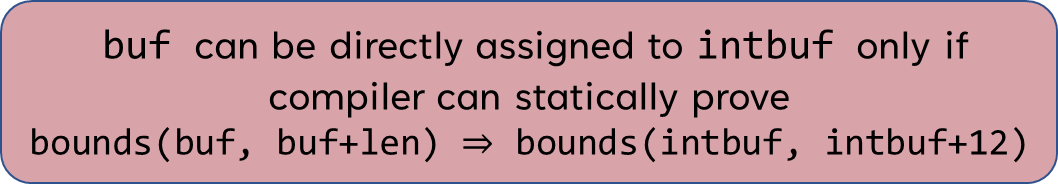 buf can be directly assigned to intbuf only if
compiler can statically prove
bounds(buf, buf+len) ⇒ bounds(intbuf, intbuf+12)